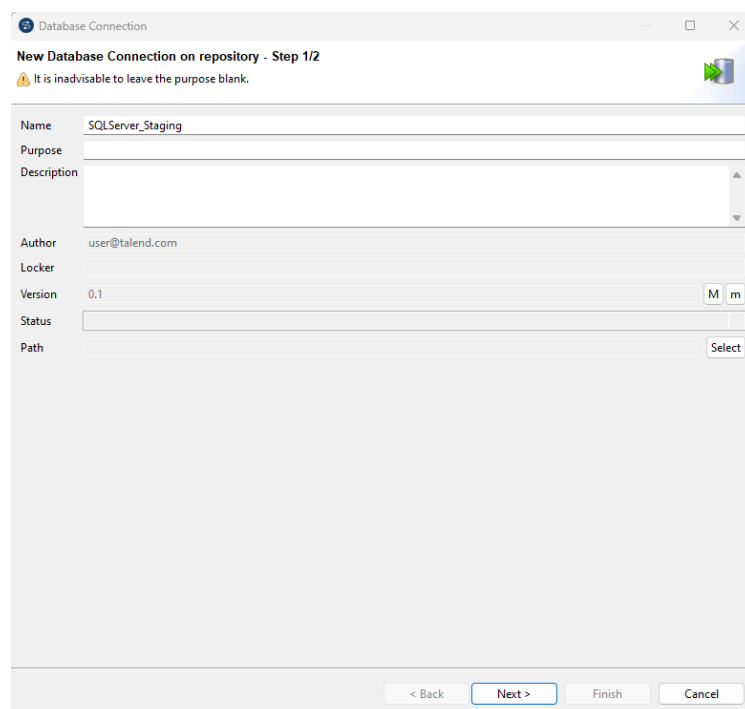 Database Connection
New Database Connection on repository - Step 1/2
It is inadvisable to leave the purpose blank.
Name SQLServer_Staging
Purpose
Description
Author user@talend.com
Locker
Version 0.1 M m
Status
Path Select
< Back Next > Finish Cancel